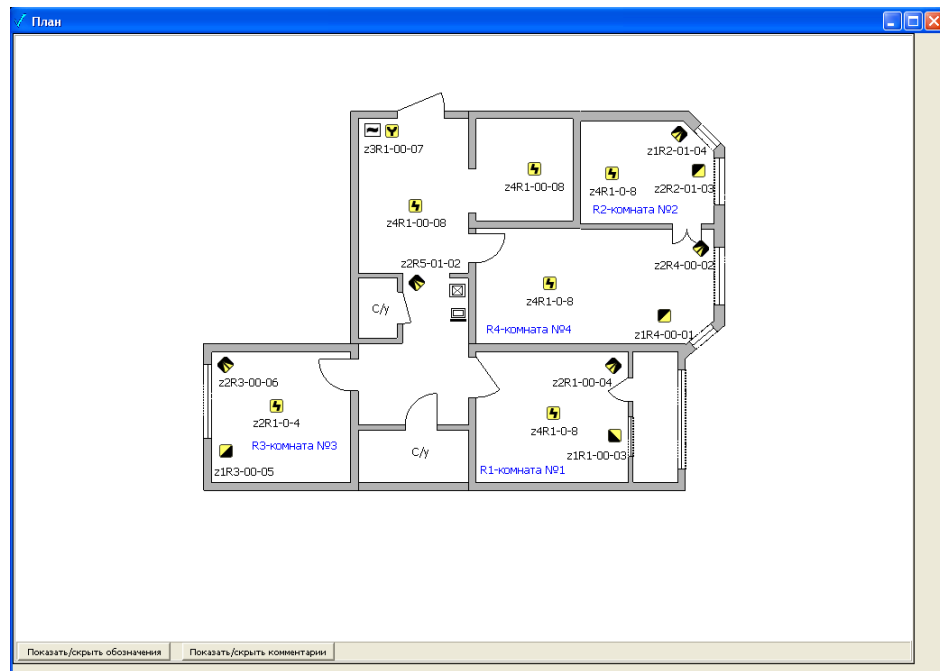 План
z3R1-00-07
z1R2-01-04
z4R1-00-08
z4R1-0-8
z2R2-01-03
R2-комната №2
z4R1-00-08
z2R5-01-02
z2R4-00-02
z4R1-0-8
С/у
R4-комната №4
z1R4-00-01
z2R3-00-06
z2R1-00-04
z2R1-0-4
z4R1-0-8
R3-комната №3
С/у
z1R1-00-03
z1R3-00-05
R1-комната №1
Показать/скрыть обозначения
Показать/скрыть комментарии